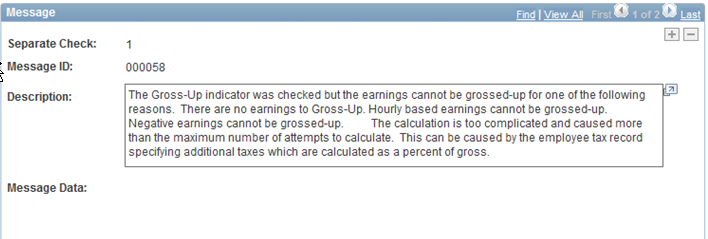 Message
Find | View All First 1 of 2 Last
Separate Check: 1
Message ID: 000058
Description: The Gross-Up indicator was checked but the earnings cannot be grossed-up for one of the following
reasons. There are no earnings to Gross-Up. Hourly based earnings cannot be grossed-up.
Negative earnings cannot be grossed-up. The calculation is too complicated and caused more
than the maximum number of attempts to calculate. This can be caused by the employee tax record
specifying additional taxes which are calculated as a percent of gross.
Message Data: